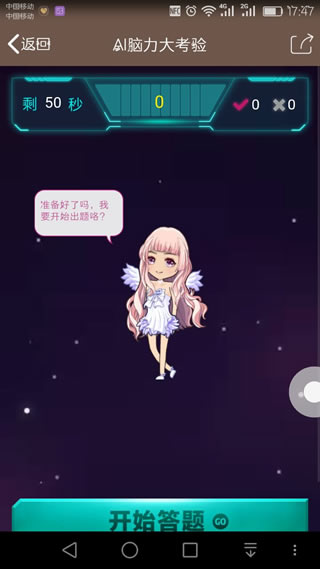 中国移动
中国移动
NFC 4G 2G 17:47
返回 AI脑力大考验
剩 50 秒 0 0 0
准备好了吗，我
要开始出题咯？
开始答题 GO